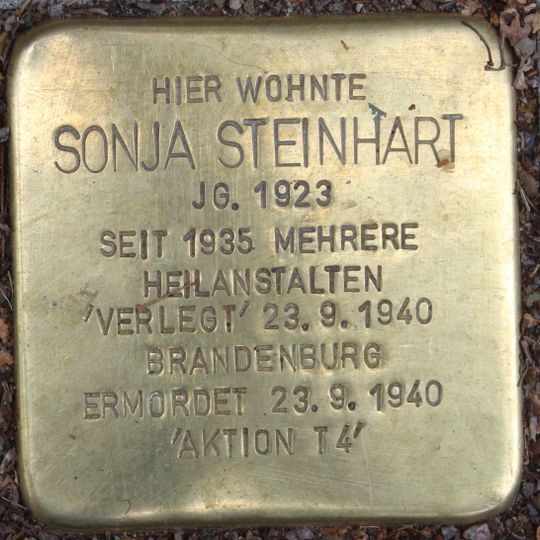 HIER WOHNTE
SONJA STEINHART
JG. 1923
SEIT 1935 MEHRERE
HEILANSTALTEN
'VERLEGT' 23.9.1940
BRANDENBURG
ERMORDET 23.9.1940
'AKTION T4'